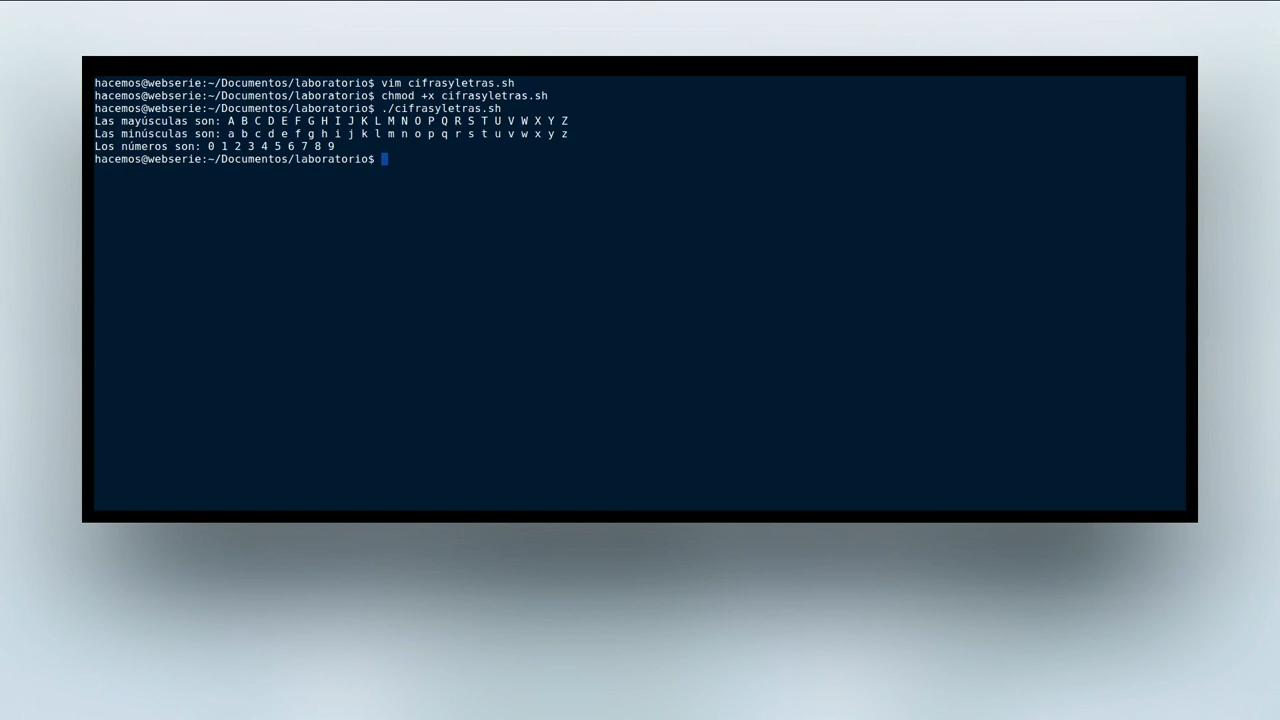 hacemos@webserie:~/Documentos/laboratorio$ vim cifrasyletras.sh
hacemos@webserie:~/Documentos/laboratorio$ chmod +x cifrasyletras.sh
hacemos@webserie:~/Documentos/laboratorio$ ./cifrasyletras.sh
Las mayúsculas son: A B C D E F G H I J K L M N O P Q R S T U V W X Y Z
Las minúsculas son: a b c d e f g h i j k l m n o p q r s t u v w x y z
Los números son: 0 1 2 3 4 5 6 7 8 9
hacemos@webserie:~/Documentos/laboratorio$